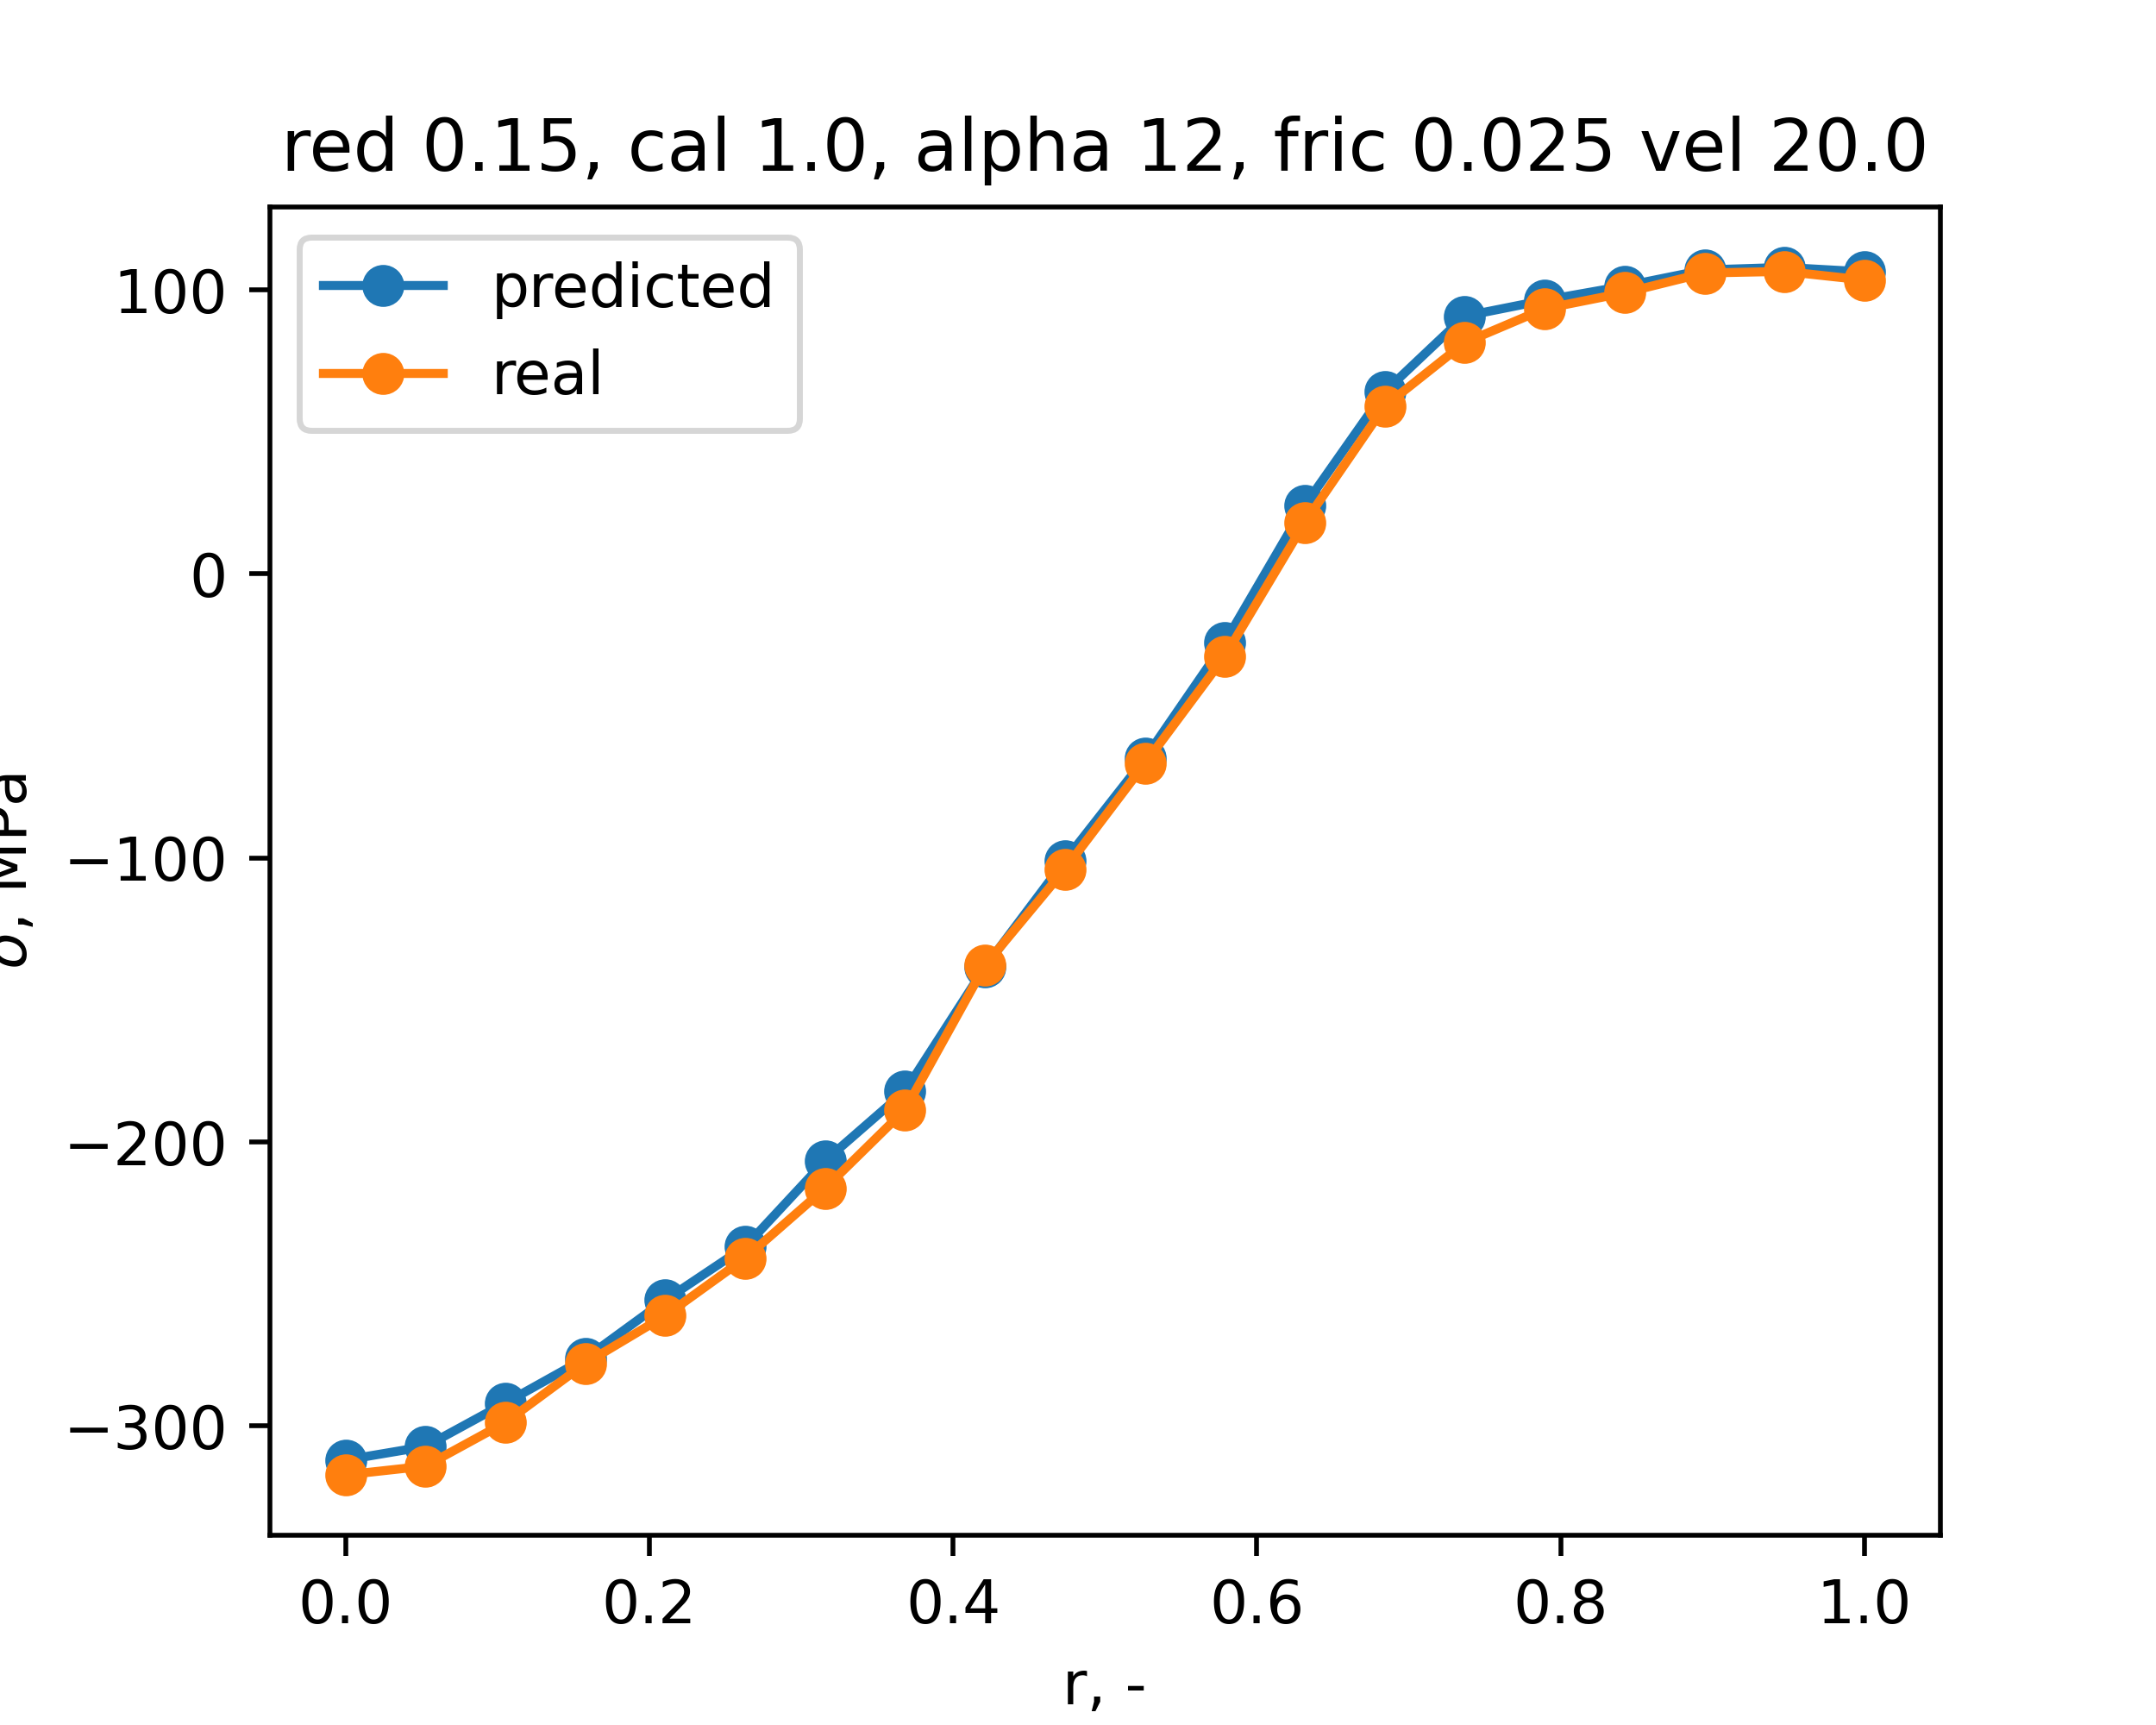 red 0.15, cal 1.0, alpha 12, fric 0.025 vel 20.0
predicted
real
100
0
−100
−200
−300
σ, MPa
0.0 0.2 0.4 0.6 0.8 1.0
r, -